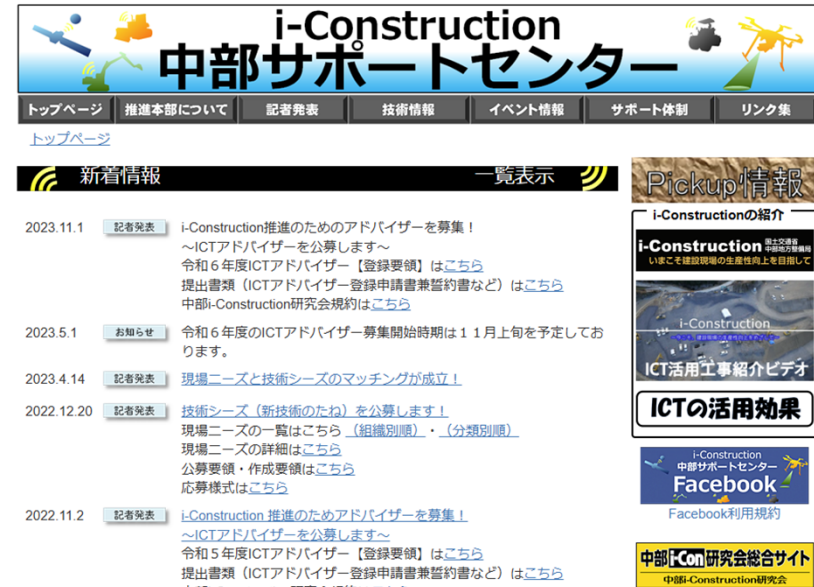 i-Construction
中部サポートセンター
トップページ 推進本部について 記者発表 技術情報 イベント情報 サポート体制 リンク集
トップページ
新着情報 一覧表示
2023.11.1 記者発表 i-Construction推進のためのアドバイザーを募集！
～ICTアドバイザーを公募します～
令和６年度ICTアドバイザー【登録要領】はこちら
提出書類（ICTアドバイザー登録申請書兼誓約書など）はこちら
中部i-Construction研究会規約はこちら
2023.5.1 お知らせ 令和６年度のICTアドバイザー募集開始時期は１１月上旬を予定してお
ります。
2023.4.14 記者発表 現場ニーズと技術シーズのマッチングが成立！
2022.12.20 記者発表 技術シーズ（新技術のたね）を公募します！
現場ニーズの一覧はこちら （組織別順）・（分類別順）
現場ニーズの詳細はこちら
公募要領・作成要領はこちら
応募様式はこちら
2022.11.2 記者発表 i-Construction 推進のためアドバイザーを募集！
～ICTアドバイザーを公募します～
令和５年度ICTアドバイザー【登録要領】はこちら
提出書類（ICTアドバイザー登録申請書兼誓約書など）はこちら
Pickup情報
i-Constructionの紹介
i-Construction 国土交通省
中部地方整備局
いまこそ建設現場の生産性向上を目指して
i-Construction
ICT活用工事紹介ビデオ
ICTの活用効果
i-Construction
中部サポートセンター
Facebook
Facebook利用規約
中部i-Con研究会総合サイト
中部i-Construction研究会